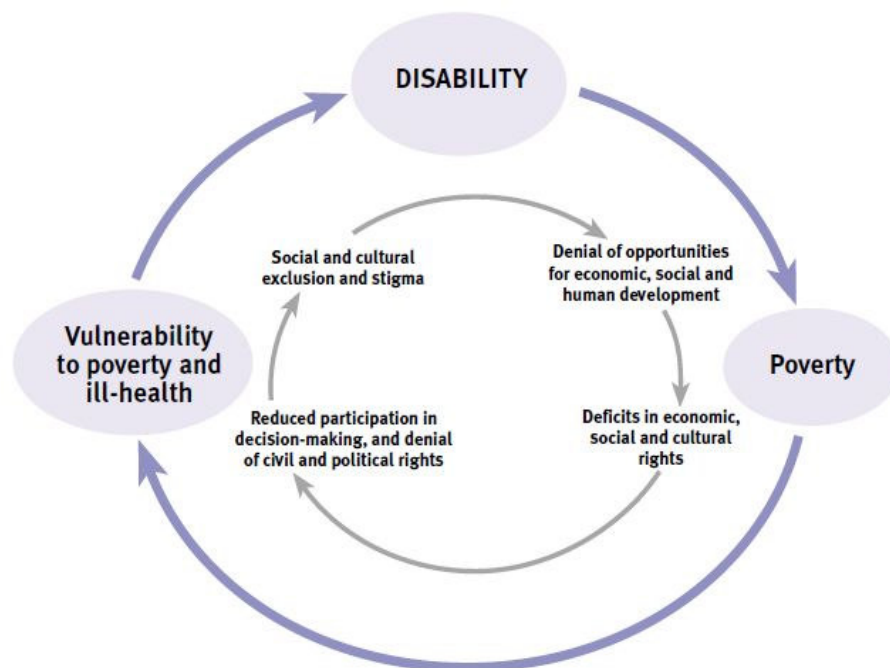 DISABILITY
Social and cultural
exclusion and stigma
Denial of opportunities
for economic, social and
human development
Vulnerability
to poverty and
ill-health
Poverty
Reduced participation in
decision-making, and denial
of civil and political rights
Deficits in economic,
social and cultural
rights